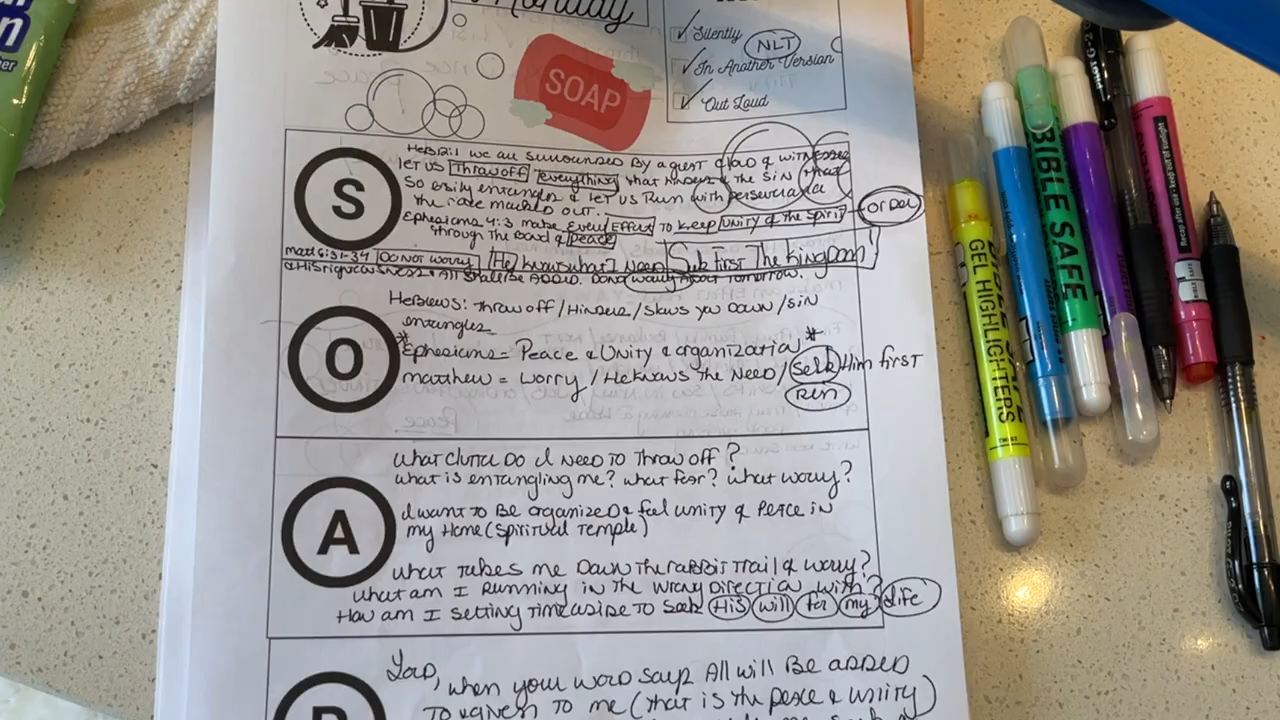 Monday
Silently
NLT
In Another Version
Out Loud
SOAP
S
Heb 12:1 we are surrounded By a great cloud of witnesses
let us Throw off everything that hinders & the sin that
so easily entangles & let us Run with perserverance
the race marked out..
Ephesians 4:3 make Every Effort To keep unity of the Spirit
order
through the Bond of peace
matt 6:31-34 Do not worry He knows what I need Seek First The Kingdom!
& His righteousness & All shall Be ADDED. Dont worry About Tomorrow.
O
Hebrews: throw off/Hinders/Slows you Down/sin
entangles
*Ephesians = Peace & Unity & organization*
matthew = worry / He knows The Need / Seek Him first
Run
A
What clutter Do I need To Throw off?
what is entangling me? what fear? what worry?
I want To Be organized & feel unity & peace in
my Home (spiritual Temple)
What takes me Down The rabbit Trail of worry?
What am I Running in The wrong Direction with?
How am I setting time aside To seek His will for my life
Lord, when your word says All will Be ADDED
To & given To me (that is the peace & unity)
BIBLE SAFE
GEL HIGHLIGHTERS
TWIST